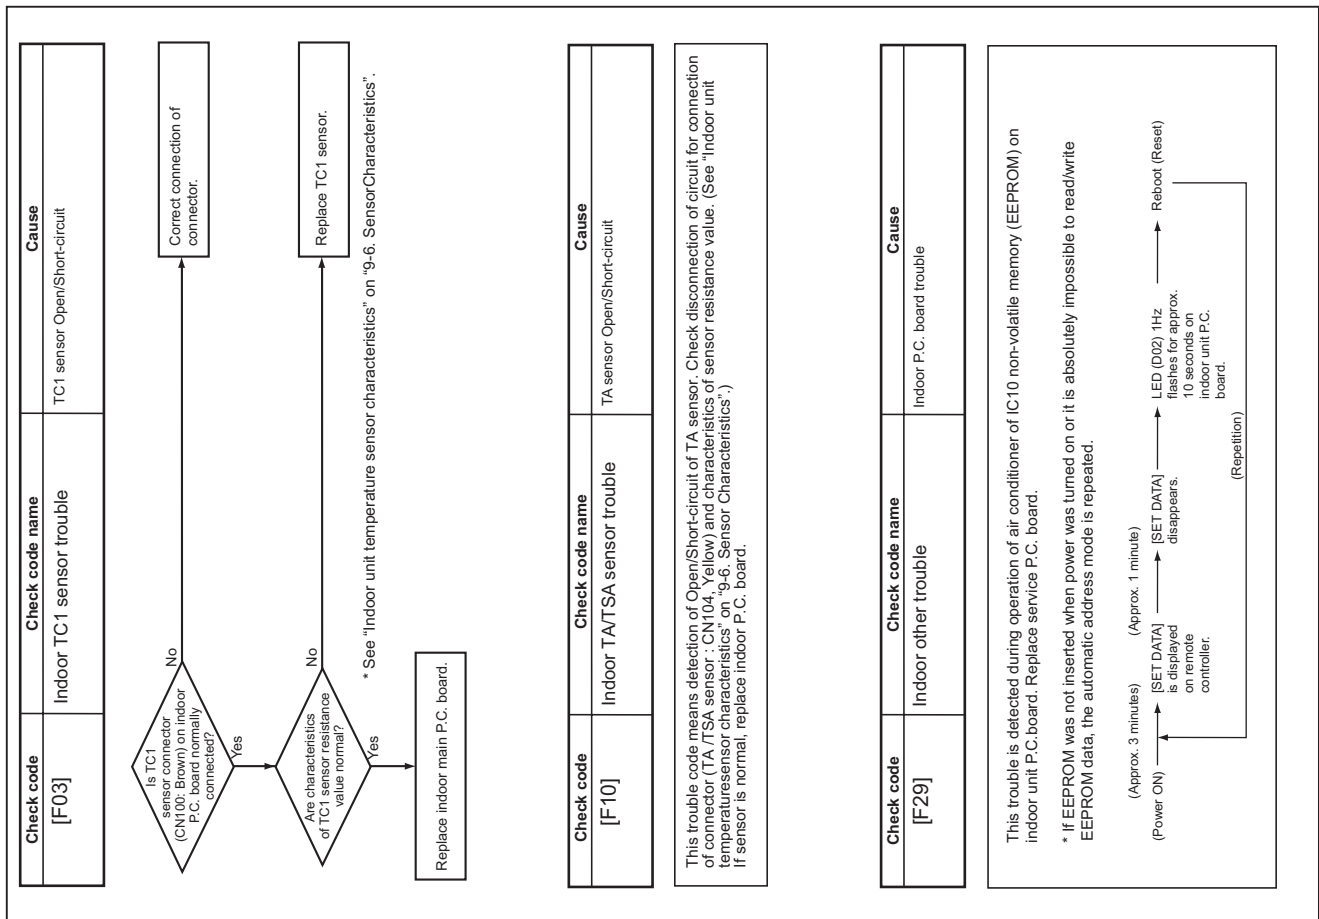 Check code
Check code name
Cause
[F03]
Indoor TC1 sensor trouble
TC1 sensor Open/Short-circuit
Is TC1
sensor connector
(CN100: Brown) on indoor
P.C. board normally
connected?
No
Correct connection of
connector.
Yes
Are characteristics
of TC1 sensor resistance
value normal?
No
Replace TC1 sensor.
Yes
* See “Indoor unit temperature sensor characteristics” on “9-6. SensorCharacteristics”.
Replace indoor main P.C. board.
Check code
Check code name
Cause
[F10]
Indoor TA/TSA sensor trouble
TA sensor Open/Short-circuit
This trouble code means detection of Open/Short-circuit of TA sensor. Check disconnection of circuit for connection
of connector (TA /TSA sensor : CN104, Yellow) and characteristics of sensor resistance value. (See “Indoor unit
temperaturesensor characteristics” on “9-6. Sensor Characteristics”.)
If sensor is normal, replace indoor P.C. board.
Check code
Check code name
Cause
[F29]
Indoor other trouble
Indoor P.C. board trouble
This trouble is detected during operation of air conditioner of IC10 non-volatile memory (EEPROM) on
indoor unit P.C.board. Replace service P.C. board.
* If EEPROM was not inserted when power was turned on or it is absolutely impossible to read/write
EEPROM data, the automatic address mode is repeated.
(Approx. 3 minutes)
(Approx. 1 minute)
(Power ON)
[SET DATA]
is displayed
on remote
controller.
[SET DATA]
disappears.
LED (D02) 1Hz
flashes for approx.
10 seconds on
indoor unit P.C.
board.
Reboot (Reset)
(Repetition)